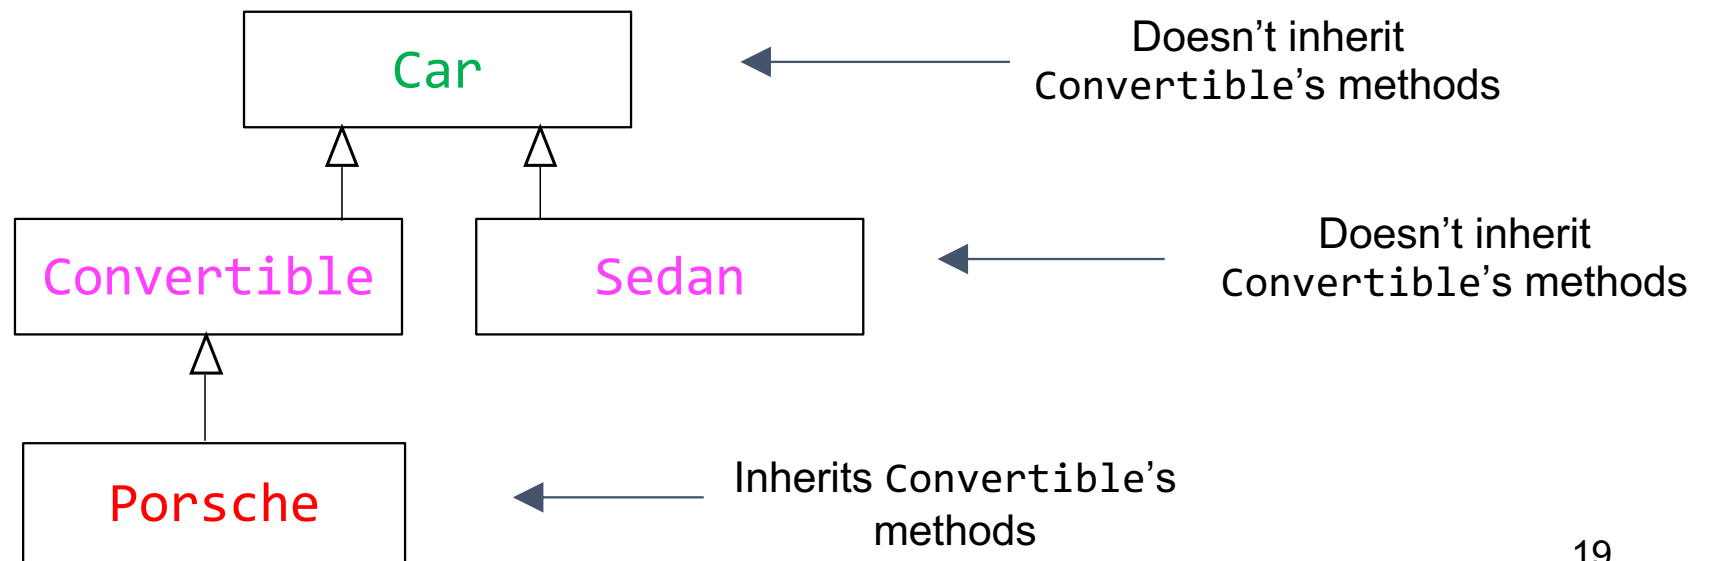 Car
Doesn’t inherit
Convertible’s methods
Convertible
Sedan
Doesn’t inherit
Convertible’s methods
Porsche
Inherits Convertible’s
methods
19